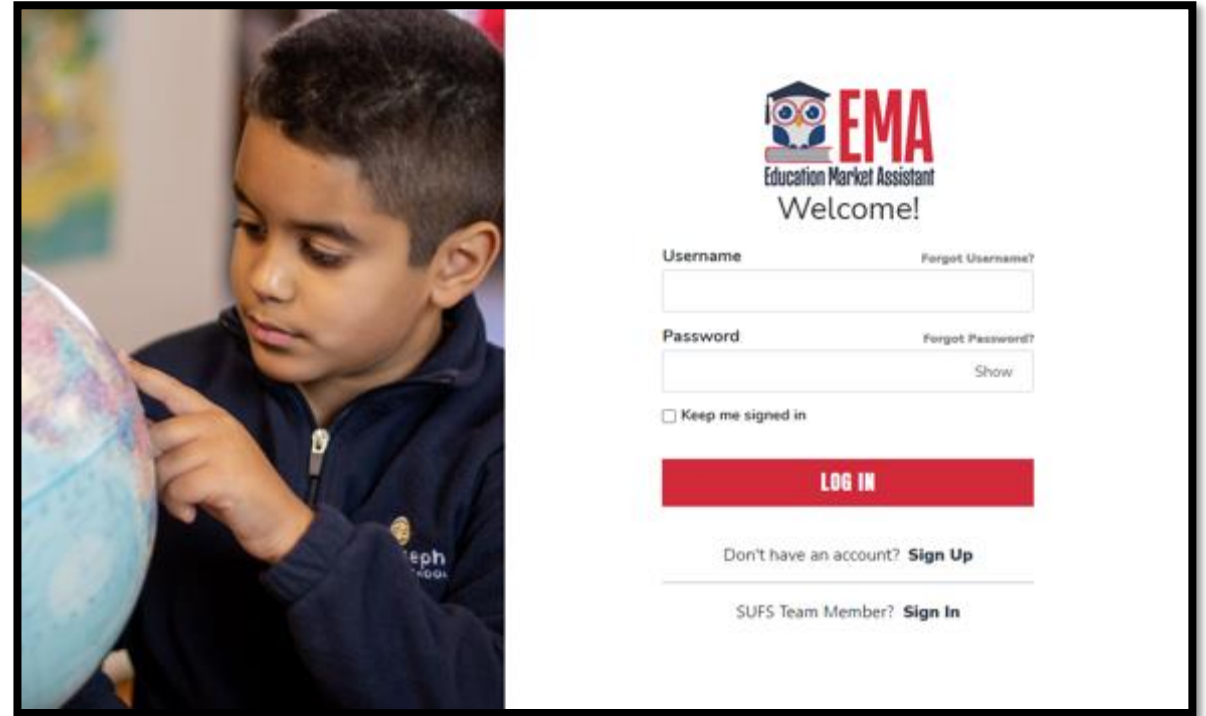 EMA
Education Market Assistant
Welcome!
Username
Forgot Username?
Password
Forgot Password?
Show
Keep me signed in
LOG IN
Don't have an account? Sign Up
SUFS Team Member? Sign In
eph